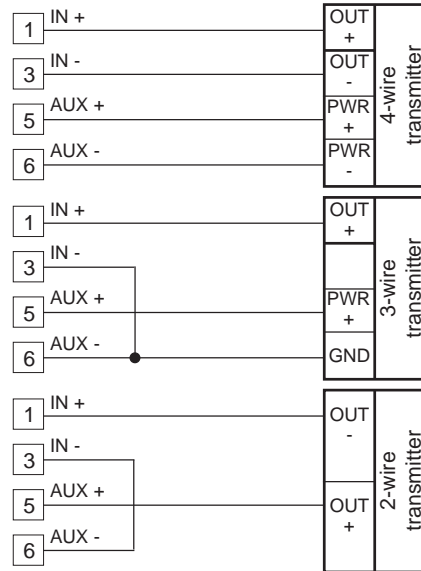 1 IN + OUT
+
3 IN - OUT
-
5 AUX + PWR
+
6 AUX - PWR
-
4-wire
transmitter
1 IN + OUT
+
3 IN -
5 AUX + PWR
+
6 AUX - GND
3-wire
transmitter
1 IN + OUT
-
3 IN -
5 AUX + OUT
+
6 AUX -
2-wire
transmitter